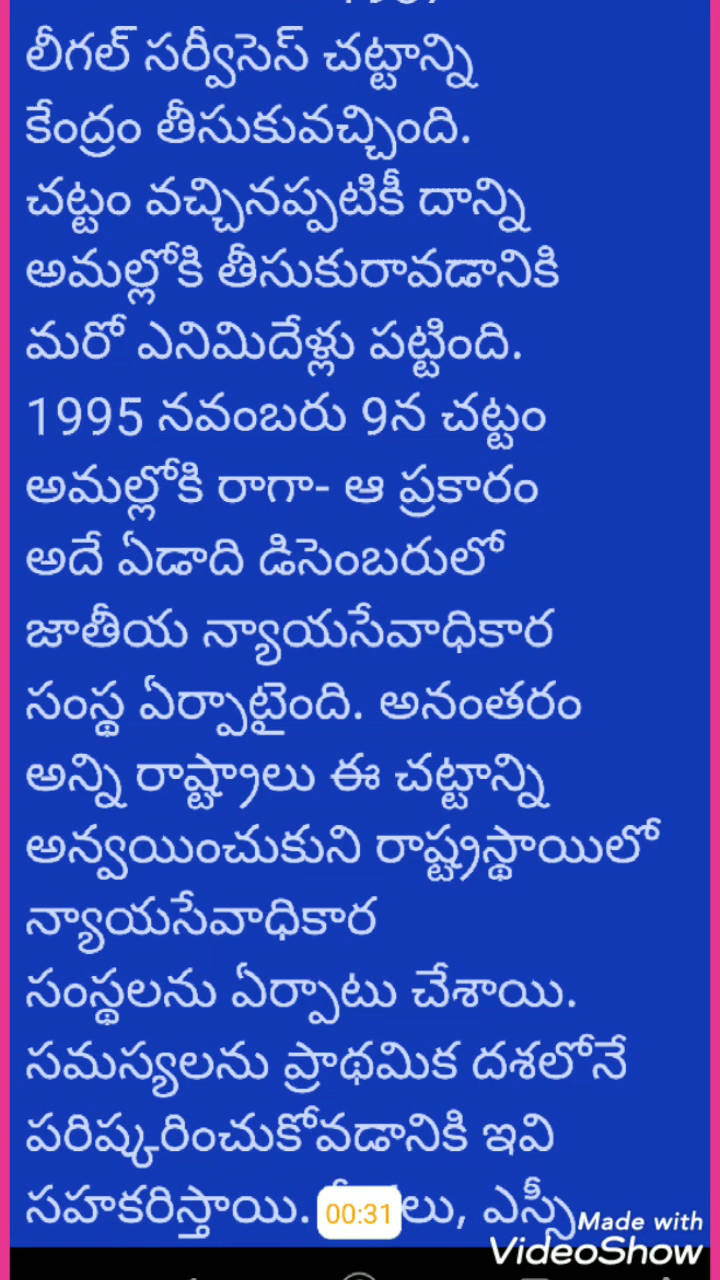 లీగల్ సర్వీసెస్ చట్టాన్ని
కేంద్రం తీసుకువచ్చింది.
చట్టం వచ్చినప్పటికీ దాన్ని
అమల్లోకి తీసుకురావడానికి
మరో ఎనిమిదేళ్లు పట్టింది.
1995 నవంబరు 9న చట్టం
అమల్లోకి రాగా- ఆ ప్రకారం
అదే ఏడాది డిసెంబరులో
జాతీయ న్యాయసేవాధికార
సంస్థ ఏర్పాటైంది. అనంతరం
అన్ని రాష్ట్రాలు ఈ చట్టాన్ని
అన్వయించుకుని రాష్ట్రస్థాయిలో
న్యాయసేవాధికార
సంస్థలను ఏర్పాటు చేశాయి.
సమస్యలను ప్రాథమిక దశలోనే
పరిష్కరించుకోవడానికి ఇవి
సహకరిస్తాయి. 00:31 ఎస్సీ
Made with
VideoShow